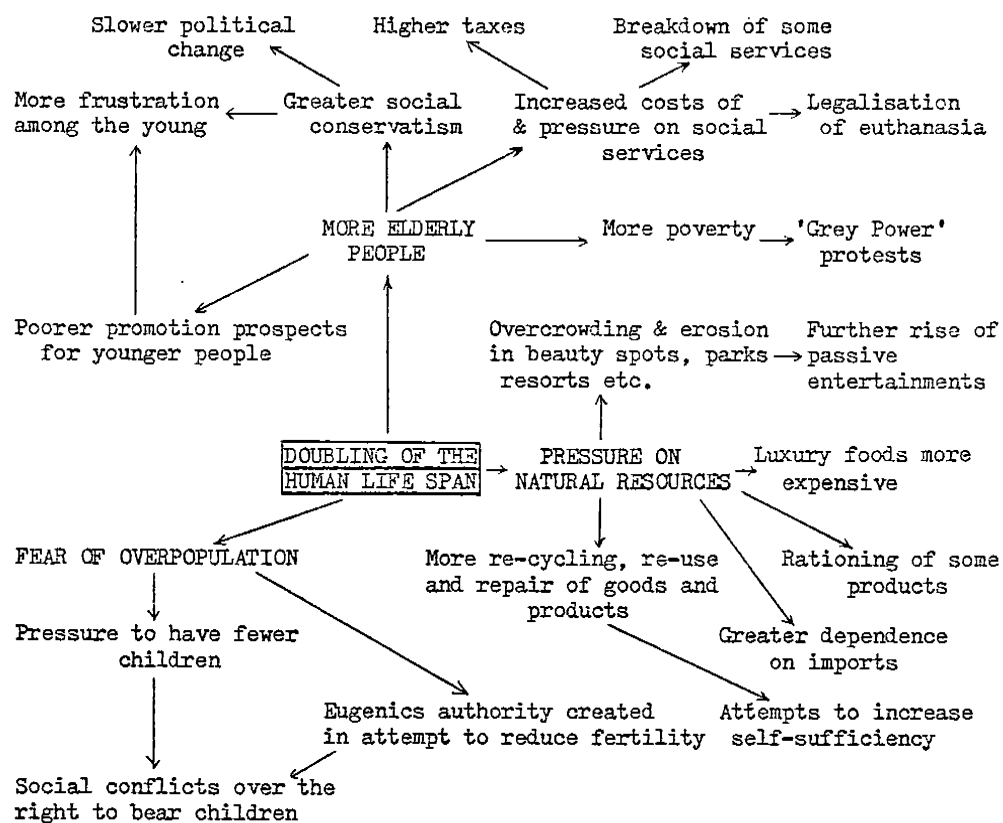 Slower political
change
Higher taxes
Breakdown of some
social services
More frustration
among the young
Greater social
conservatism
Increased costs of
& pressure on social
services
Legalisation
of euthanasia
MORE ELDERLY
PEOPLE
More poverty
'Grey Power'
protests
Poorer promotion prospects
for younger people
Overcrowding & erosion
in beauty spots, parks
resorts etc.
Further rise of
passive
entertainments
DOUBLING OF THE
HUMAN LIFE SPAN
PRESSURE ON
NATURAL RESOURCES
Luxury foods more
expensive
FEAR OF OVERPOPULATION
More re-cycling, re-use
and repair of goods and
products
Rationing of some
products
Pressure to have fewer
children
Greater dependence
on imports
Eugenics authority created
in attempt to reduce fertility
Attempts to increase
self-sufficiency
Social conflicts over the
right to bear children